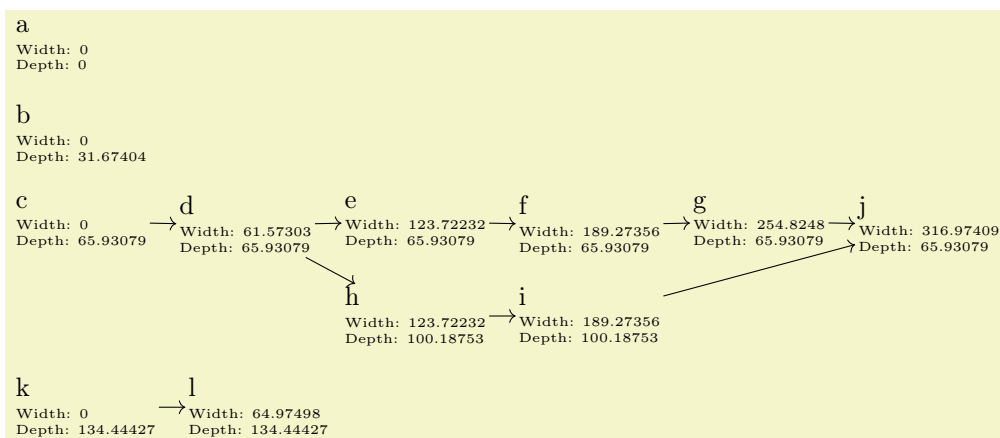 a
Width: 0
Depth: 0
b
Width: 0
Depth: 31.67404
c
Width: 0
Depth: 65.93079
d
Width: 61.57303
Depth: 65.93079
e
Width: 123.72232
Depth: 65.93079
f
Width: 189.27356
Depth: 65.93079
g
Width: 254.8248
Depth: 65.93079
j
Width: 316.97409
Depth: 65.93079
h
Width: 123.72232
Depth: 100.18753
i
Width: 189.27356
Depth: 100.18753
k
Width: 0
Depth: 134.44427
l
Width: 64.97498
Depth: 134.44427